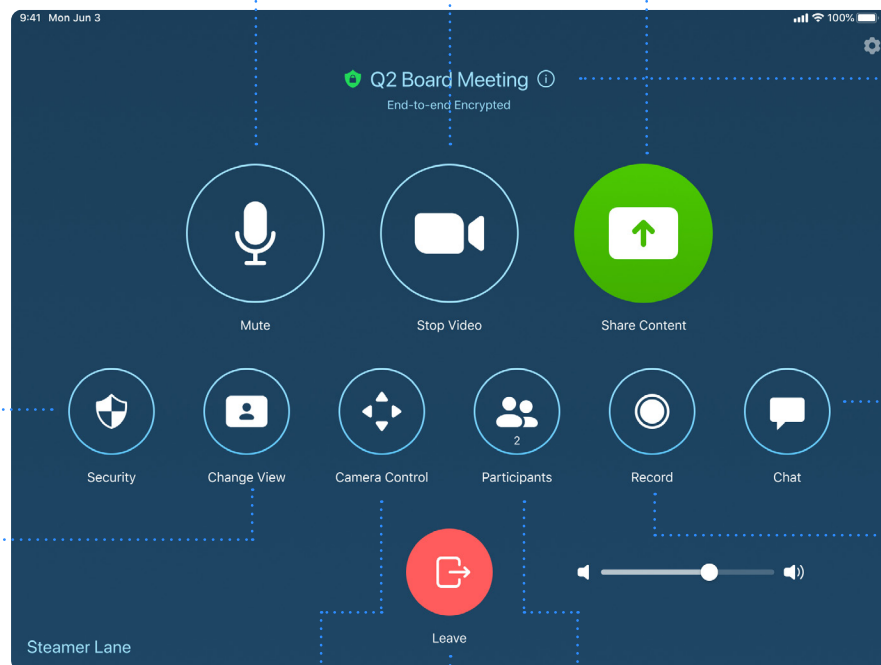 9:41 Mon Jun 3
100%
Q2 Board Meeting
End-to-end Encrypted
Mute
Stop Video
Share Content
2
Security
Change View
Camera Control
Participants
Record
Chat
Leave
Steamer Lane